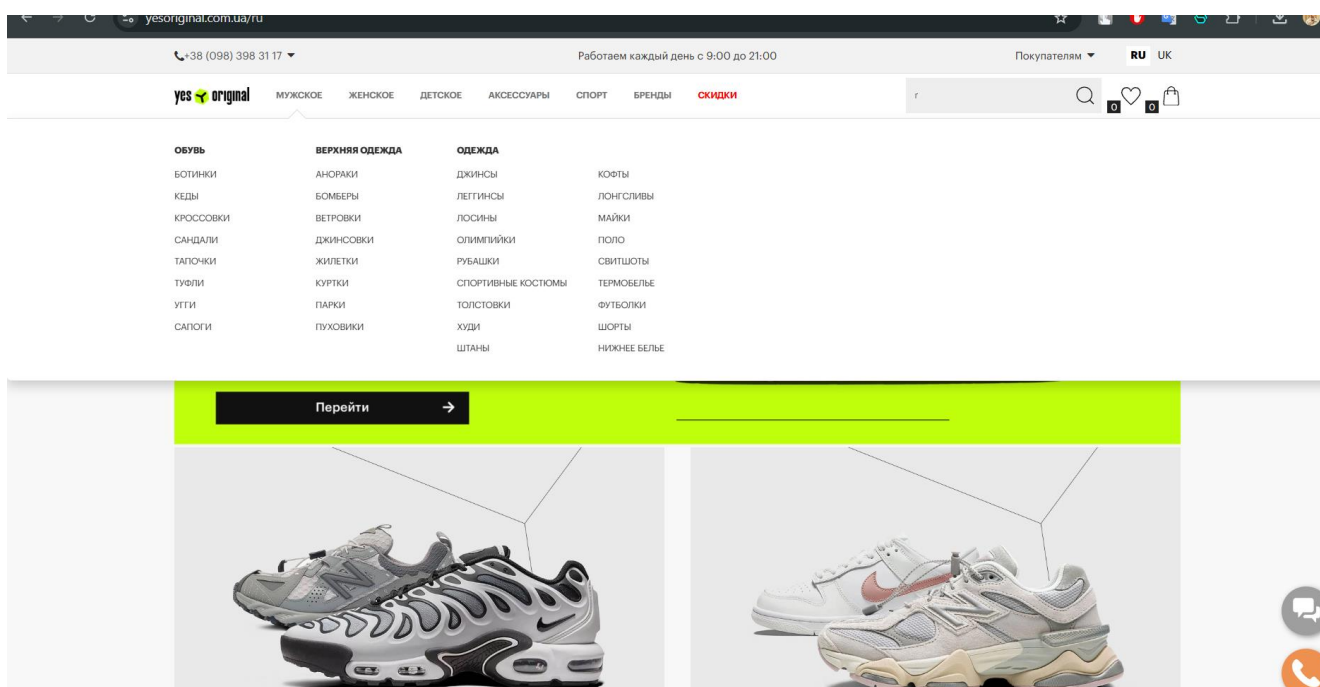 yesoriginal.com.ua/ru
+38 (098) 398 31 17
Работаем каждый день с 9:00 до 21:00
Покупателям
RU UK
yes original
МУЖСКОЕ ЖЕНСКОЕ ДЕТСКОЕ АКСЕССУАРЫ СПОРТ БРЕНДЫ СКИДКИ
г
0 0
ОБУВЬ ВЕРХНЯЯ ОДЕЖДА ОДЕЖДА
БОТИНКИ АНОРАКИ ДЖИНСЫ КОФТЫ
КЕДЫ БОМБЕРЫ ЛЕГГИНСЫ ЛОНГСЛИВЫ
КРОССОВКИ ВЕТРОВКИ ЛОСИНЫ МАЙКИ
САНДАЛИ ДЖИНСОВКИ ОЛИМПИЙКИ ПОЛО
ТАПОЧКИ ЖИЛЕТКИ РУБАШКИ СВИТШОТЫ
ТУФЛИ КУРТКИ СПОРТИВНЫЕ КОСТЮМЫ ТЕРМОБЕЛЬЕ
УГГИ ПАРКИ ТОЛСТОВКИ ФУТБОЛКИ
САПОГИ ПУХОВИКИ ХУДИ ШОРТЫ
ШТАНЫ НИЖНЕЕ БЕЛЬЕ
Перейти